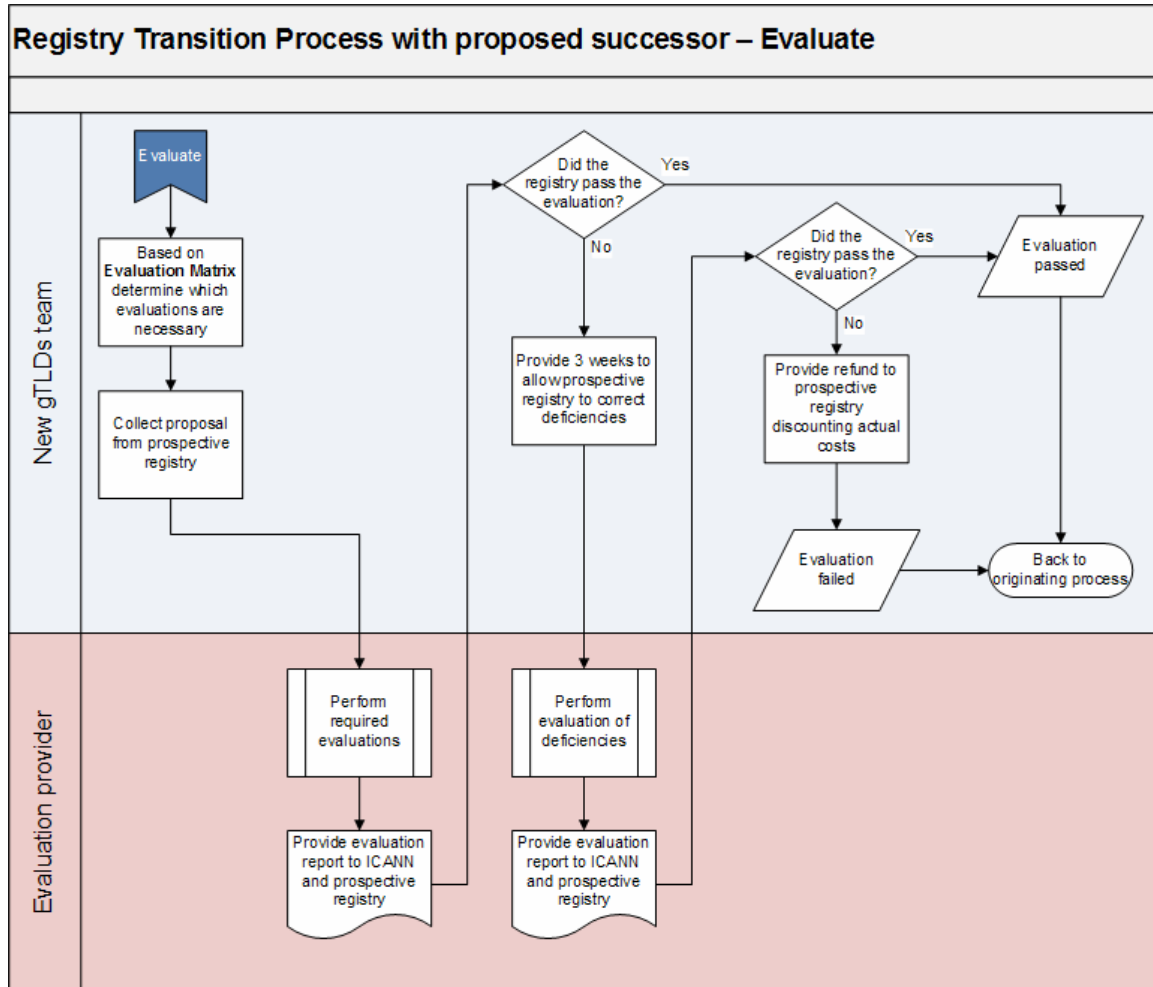 Registry Transition Process with proposed successor – Evaluate
New gTLDs team
Evaluate
Based on
Evaluation Matrix
determine which
evaluations are
necessary
Collect proposal
from prospective
registry
Did the
registry pass the
evaluation?
Yes
No
Provide 3 weeks to
allow prospective
registry to correct
deficiencies
Did the
registry pass the
evaluation?
Yes
No
Provide refund to
prospective
registry
discounting actual
costs
Evaluation
failed
Evaluation
passed
Back to
originating process
Evaluation provider
Perform
required
evaluations
Provide evaluation
report to ICANN
and prospective
registry
Perform
evaluation of
deficiencies
Provide evaluation
report to ICANN
and prospective
registry